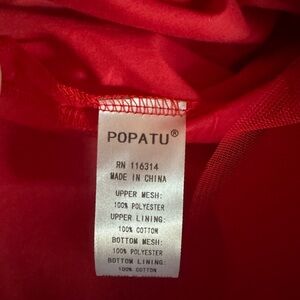 POPATU®
RN 116314
MADE IN CHINA
UPPER MESH:
100% POLYESTER
UPPER LINING:
100% COTTON
BOTTOM MESH:
100% POLYESTER
BOTTOM LINING:
100% COTTON